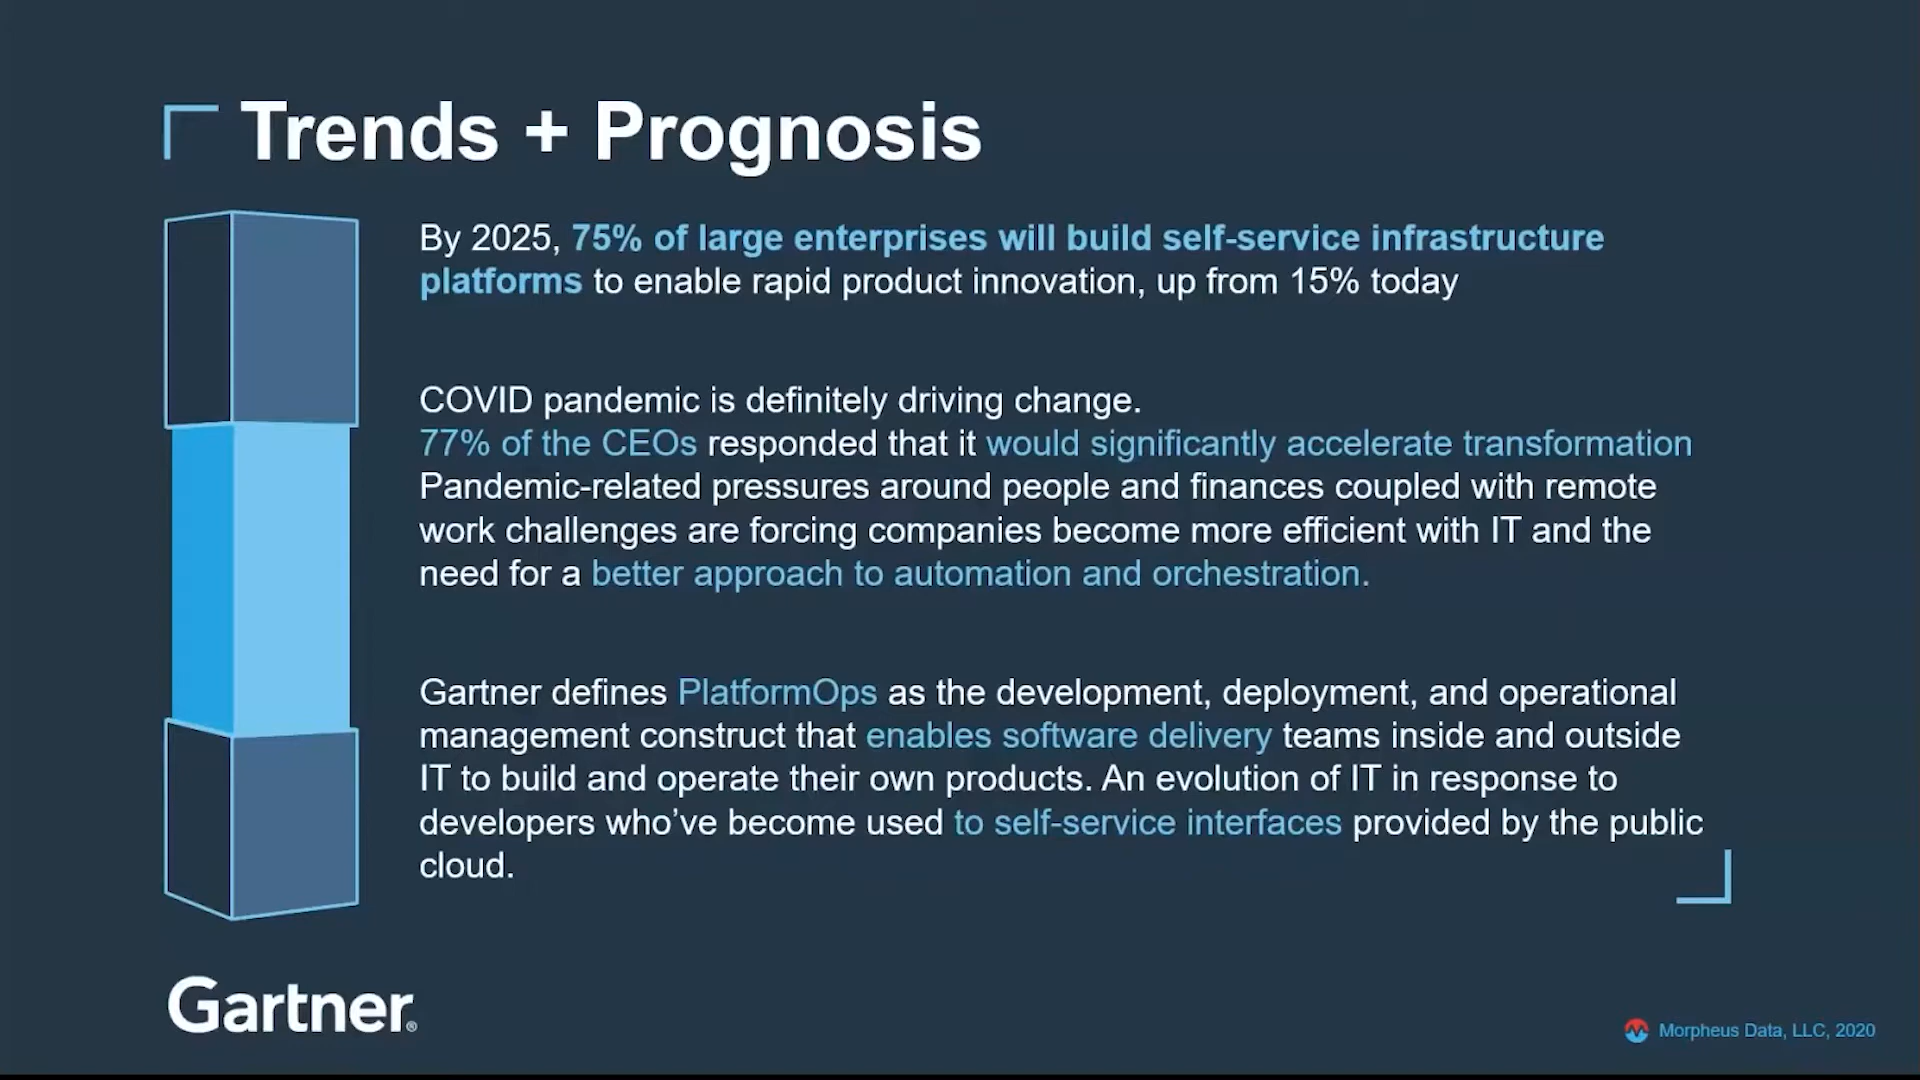 Trends + Prognosis
By 2025, 75% of large enterprises will build self-service infrastructure
platforms to enable rapid product innovation, up from 15% today
COVID pandemic is definitely driving change.
77% of the CEOs responded that it would significantly accelerate transformation
Pandemic-related pressures around people and finances coupled with remote
work challenges are forcing companies become more efficient with IT and the
need for a better approach to automation and orchestration.
Gartner defines PlatformOps as the development, deployment, and operational
management construct that enables software delivery teams inside and outside
IT to build and operate their own products. An evolution of IT in response to
developers who’ve become used to self-service interfaces provided by the public
cloud.
Gartner®
Morpheus Data, LLC, 2020